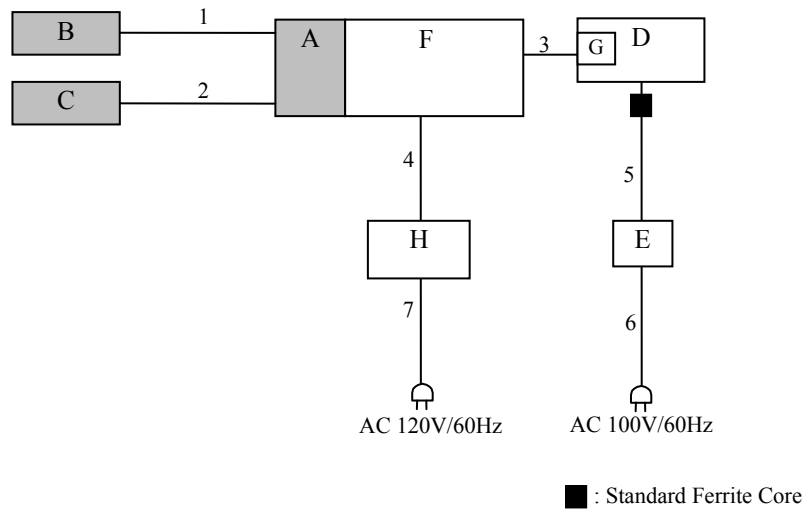 1
B
A
F
3
G
D
2
C
4
5
H
E
7
6
AC 120V/60Hz
AC 100V/60Hz
: Standard Ferrite Core